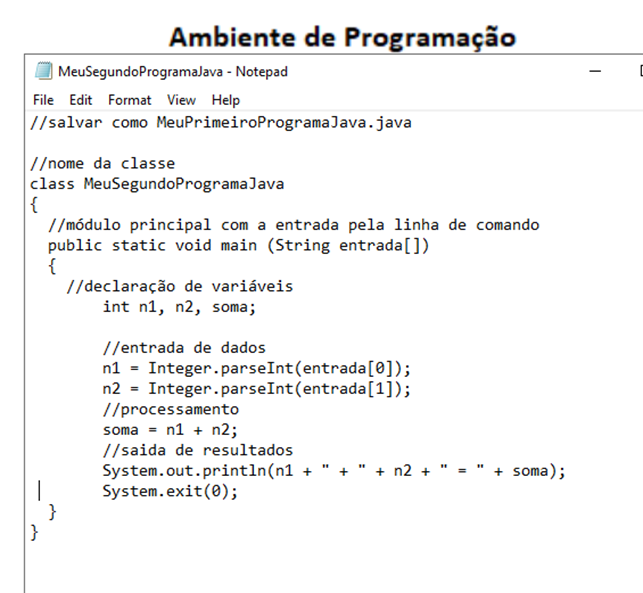 Ambiente de Programação
MeuSegundoProgramaJava - Notepad
File Edit Format View Help
//salvar como MeuPrimeiroProgramaJava.java
//nome da classe
class MeuSegundoProgramaJava
{
//módulo principal com a entrada pela linha de comando
public static void main (String entrada[])
{
//declaração de variáveis
int n1, n2, soma;
//entrada de dados
n1 = Integer.parseInt(entrada[0]);
n2 = Integer.parseInt(entrada[1]);
//processamento
soma = n1 + n2;
//saida de resultados
System.out.println(n1 + " + " + n2 + " = " + soma);
System.exit(0);
}
}